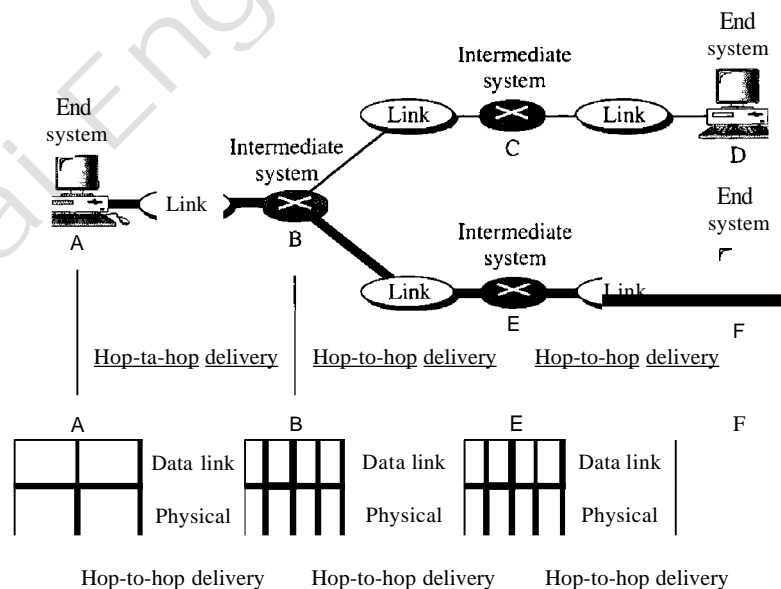 End
system
Intermediate
system
Link
C
Link
D
End
system
A
Link
Intermediate
system
B
End
system
Intermediate
system
Link
E
Link
F
Hop-ta-hop delivery
Hop-to-hop delivery
Hop-to-hop delivery
A
B
E
F
Data link
Data link
Data link
Physical
Physical
Physical
Hop-to-hop delivery
Hop-to-hop delivery
Hop-to-hop delivery